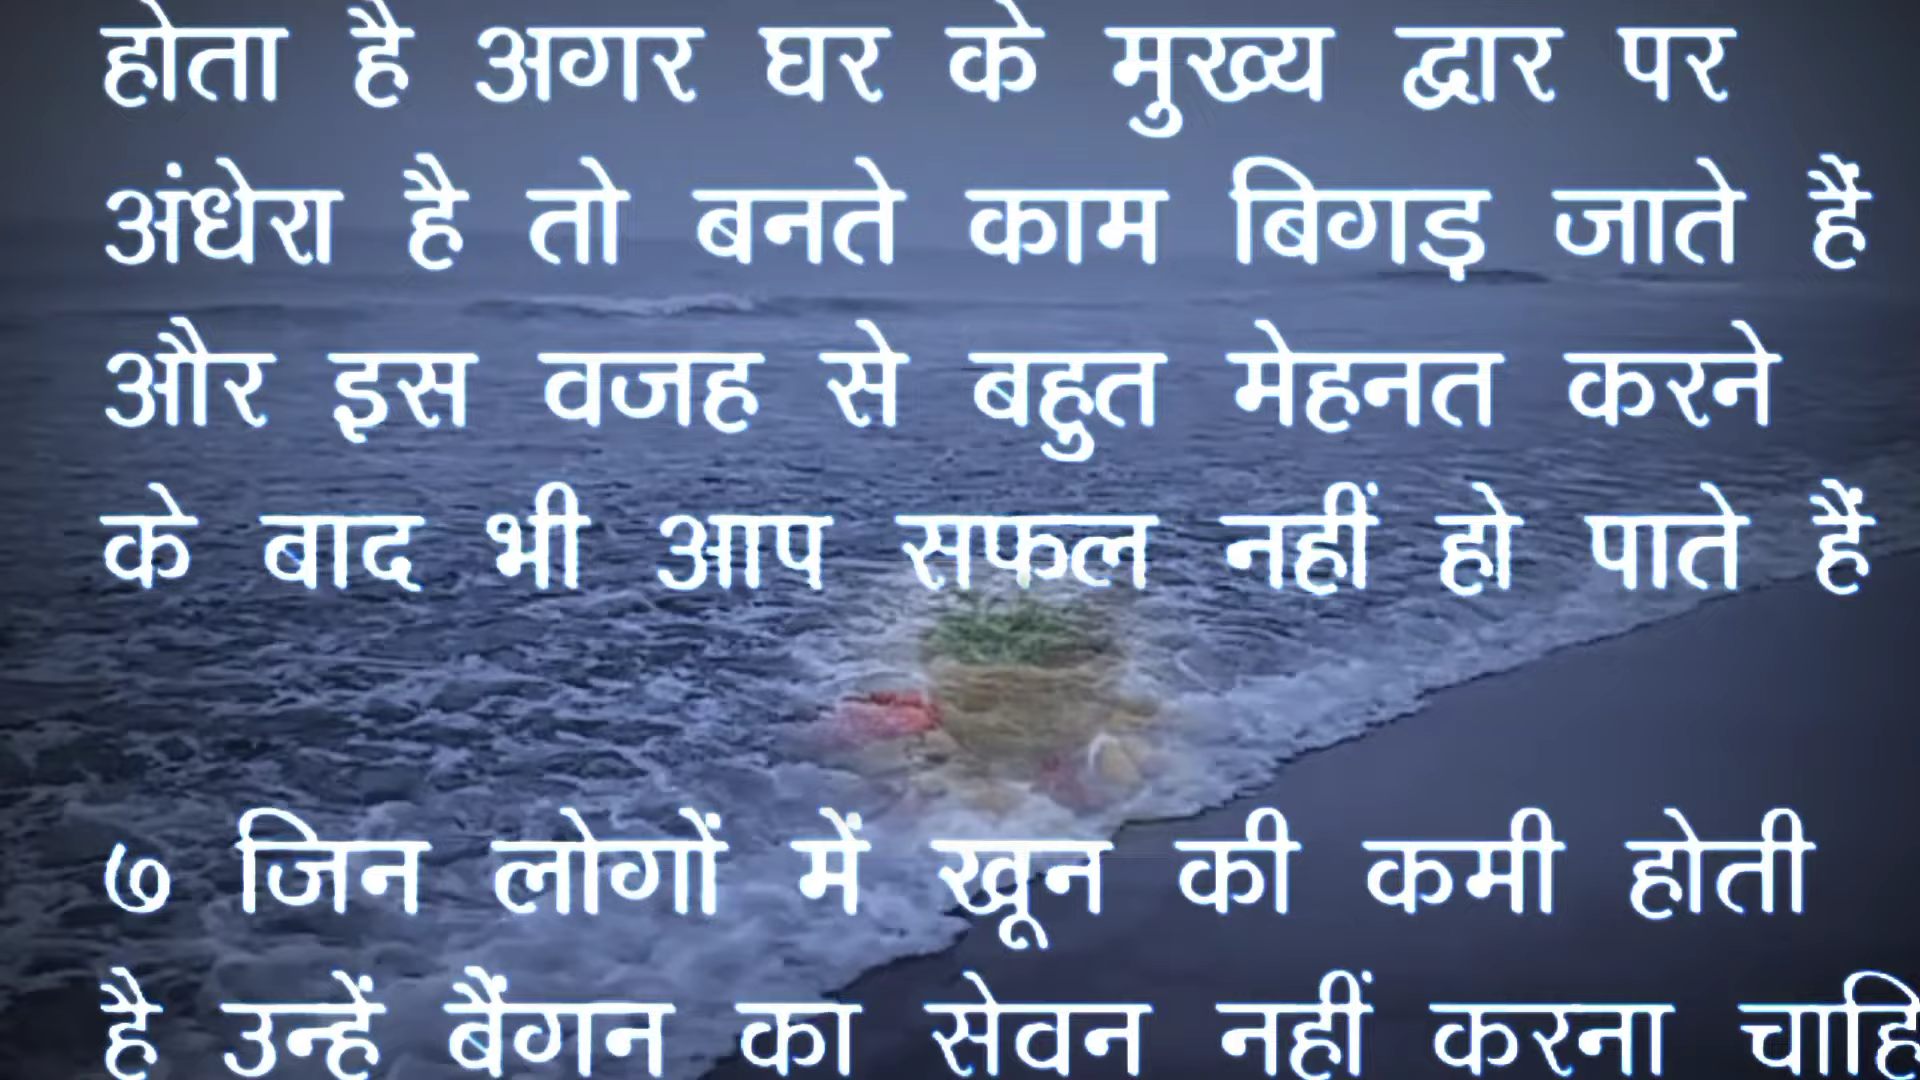 होता है अगर घर के मुख्य द्वार पर
अंधेरा है तो बनते काम बिगड़ जाते हैं
और इस वजह से बहुत मेहनत करने
के बाद भी आप सफल नहीं हो पाते हैं
७ जिन लोगों में खून की कमी होती
है उन्हें बैंगन का सेवन नहीं करना